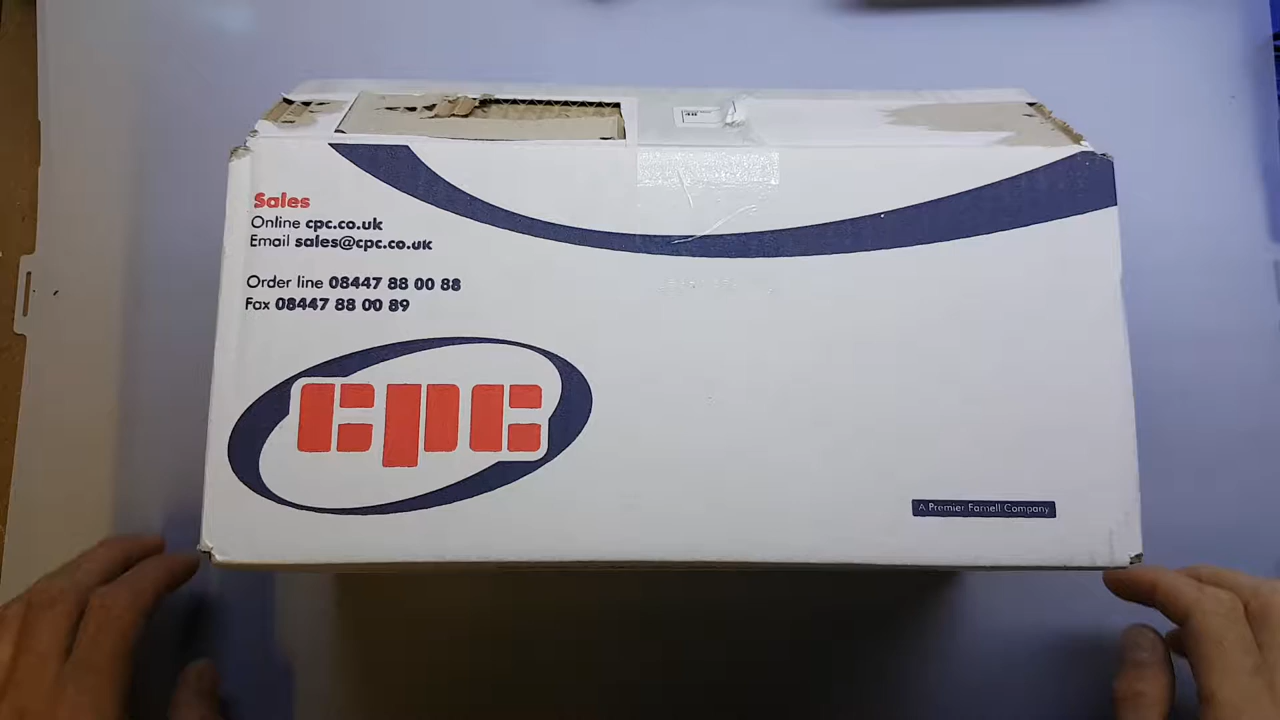 Sales
Online cpc.co.uk
Email sales@cpc.co.uk
Order line 08447 88 00 88
Fax 08447 88 00 89
cpc
A Premier Farnell Company